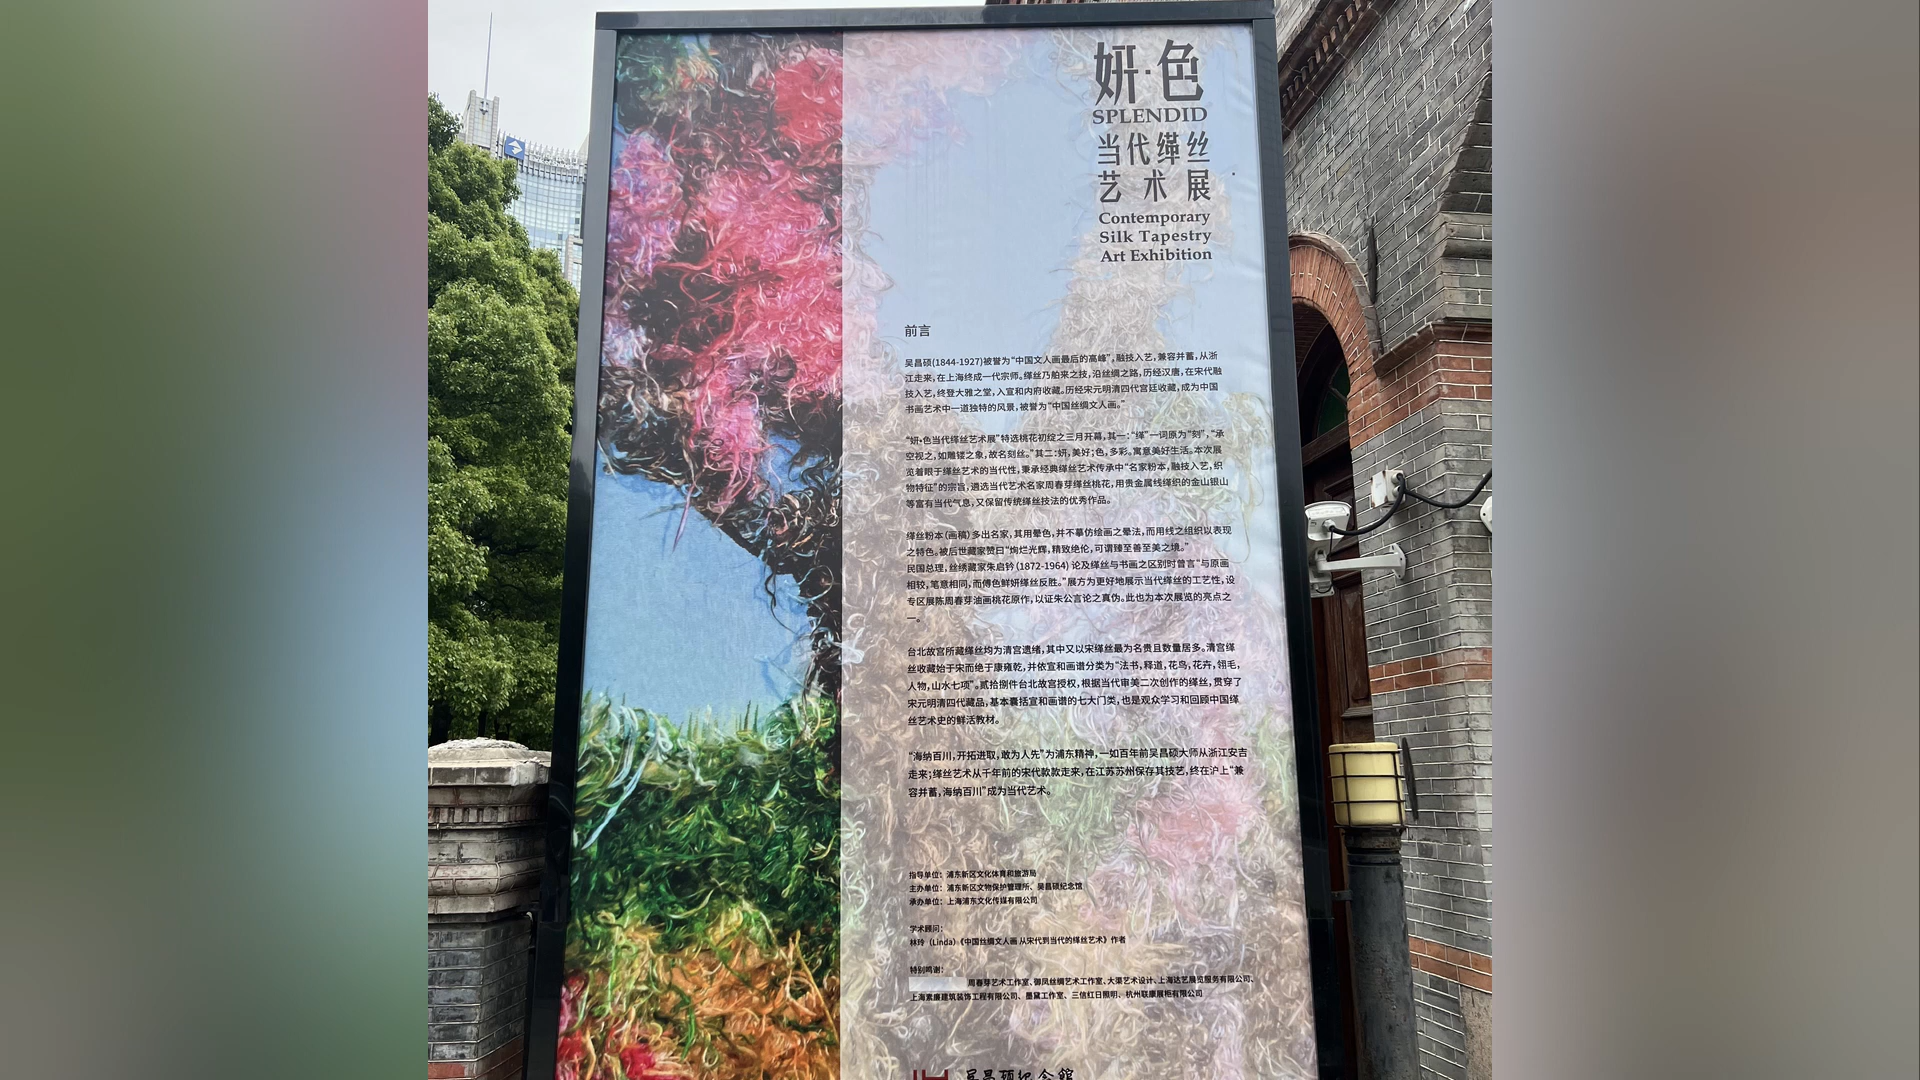 妍·色
SPLENDID
当代缂丝
艺术展
Contemporary
Silk Tapestry
Art Exhibition
前言
吴昌硕(1844-1927)被誉为“中国文人画最后的高峰”，融技入艺，兼容并蓄，从浙
江走来，在上海终成一代宗师。缂丝乃舶来之技，沿丝绸之路，历经汉唐，在宋代融
技入艺，终登大雅之堂，入宣和内府收藏。历经宋元明清四代宫廷收藏，成为中国
书画艺术中一道独特的风景，被誉为“中国丝绸文人画。”
“妍•色当代缂丝艺术展”特选桃花初绽之三月开幕，其一：“缂”一词原为“刻”，“承
空视之，如雕镂之象，故名刻丝。”其二：妍，美好；色，多彩。寓意美好生活。本次展
览着眼于缂丝艺术的当代性，秉承经典缂丝艺术传承中“名家粉本，融技入艺，织
物特征”的宗旨，遴选当代艺术名家周春芽缂丝桃花，用贵金属线缂织的金山银山
等富有当代气息，又保留传统缂丝技法的优秀作品。
缂丝粉本（画稿）多出名家，其用晕色，并不摹仿绘画之晕法，而用线之组织以表现
之特色。被后世藏家赞曰“绚烂光辉，精致绝伦，可谓臻至善至美之境。”
民国总理，丝绣藏家朱启钤（1872-1964）论及缂丝与书画之区别时曾言“与原画
相较，笔意相同，而傅色鲜妍缂丝反胜。”展方为更好地展示当代缂丝的工艺性，设
专区展陈周春芽油画桃花原作，以证朱公言论之真伪。此也为本次展览的亮点之
一。
台北故宫所藏缂丝均为清宫遗绪，其中又以宋缂丝最为名贵且数量居多。清宫缂
丝收藏始于宋而绝于康雍乾，并依宣和画谱分类为“法书，释道，花鸟，花卉，翎毛，
人物，山水七项”。贰拾捌件台北故宫授权，根据当代审美二次创作的缂丝，贯穿了
宋元明清四代藏品，基本囊括宣和画谱的七大门类，也是观众学习和回顾中国缂
丝艺术史的鲜活教材。
“海纳百川，开拓进取，敢为人先”为浦东精神，一如百年前吴昌硕大师从浙江安吉
走来；缂丝艺术从千年前的宋代款款走来，在江苏苏州保存其技艺，终在沪上“兼
容并蓄，海纳百川”成为当代艺术。
指导单位：浦东新区文化体育和旅游局
主办单位：浦东新区文物保护管理所、吴昌硕纪念馆
承办单位：上海浦东文化传媒有限公司
学术顾问：
林玲（Linda）《中国丝绸文人画 从宋代到当代的缂丝艺术》作者
特别鸣谢：
周春芽艺术工作室、御凤丝绸艺术工作室、大渠艺术设计、上海达艺展览服务有限公司、
上海素廉建筑装饰工程有限公司、墨黛工作室、三信红日照明、杭州联康展柜有限公司
吴昌硕纪念館